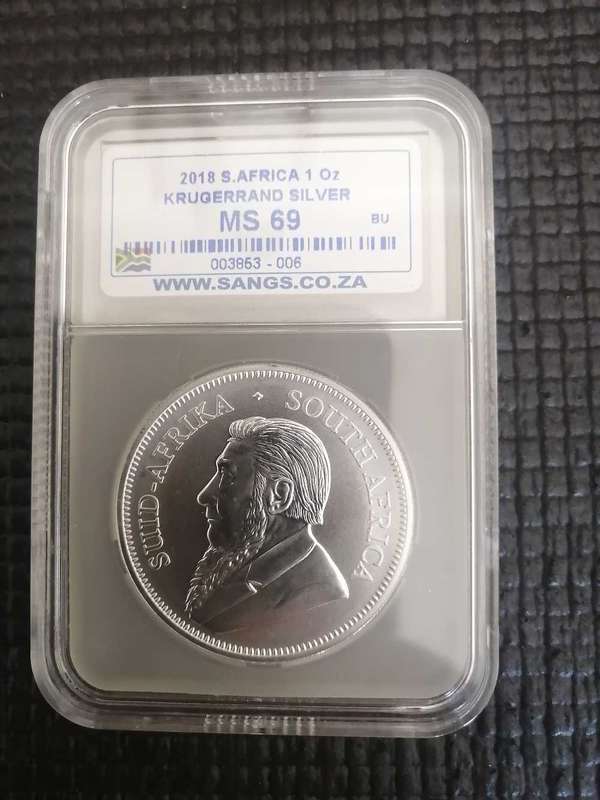 2018 S.AFRICA 1 Oz
KRUGERRAND SILVER
MS 69 BU
003863 - 006
WWW.SANGS.CO.ZA
SUID-AFRIKA SOUTH AFRICA